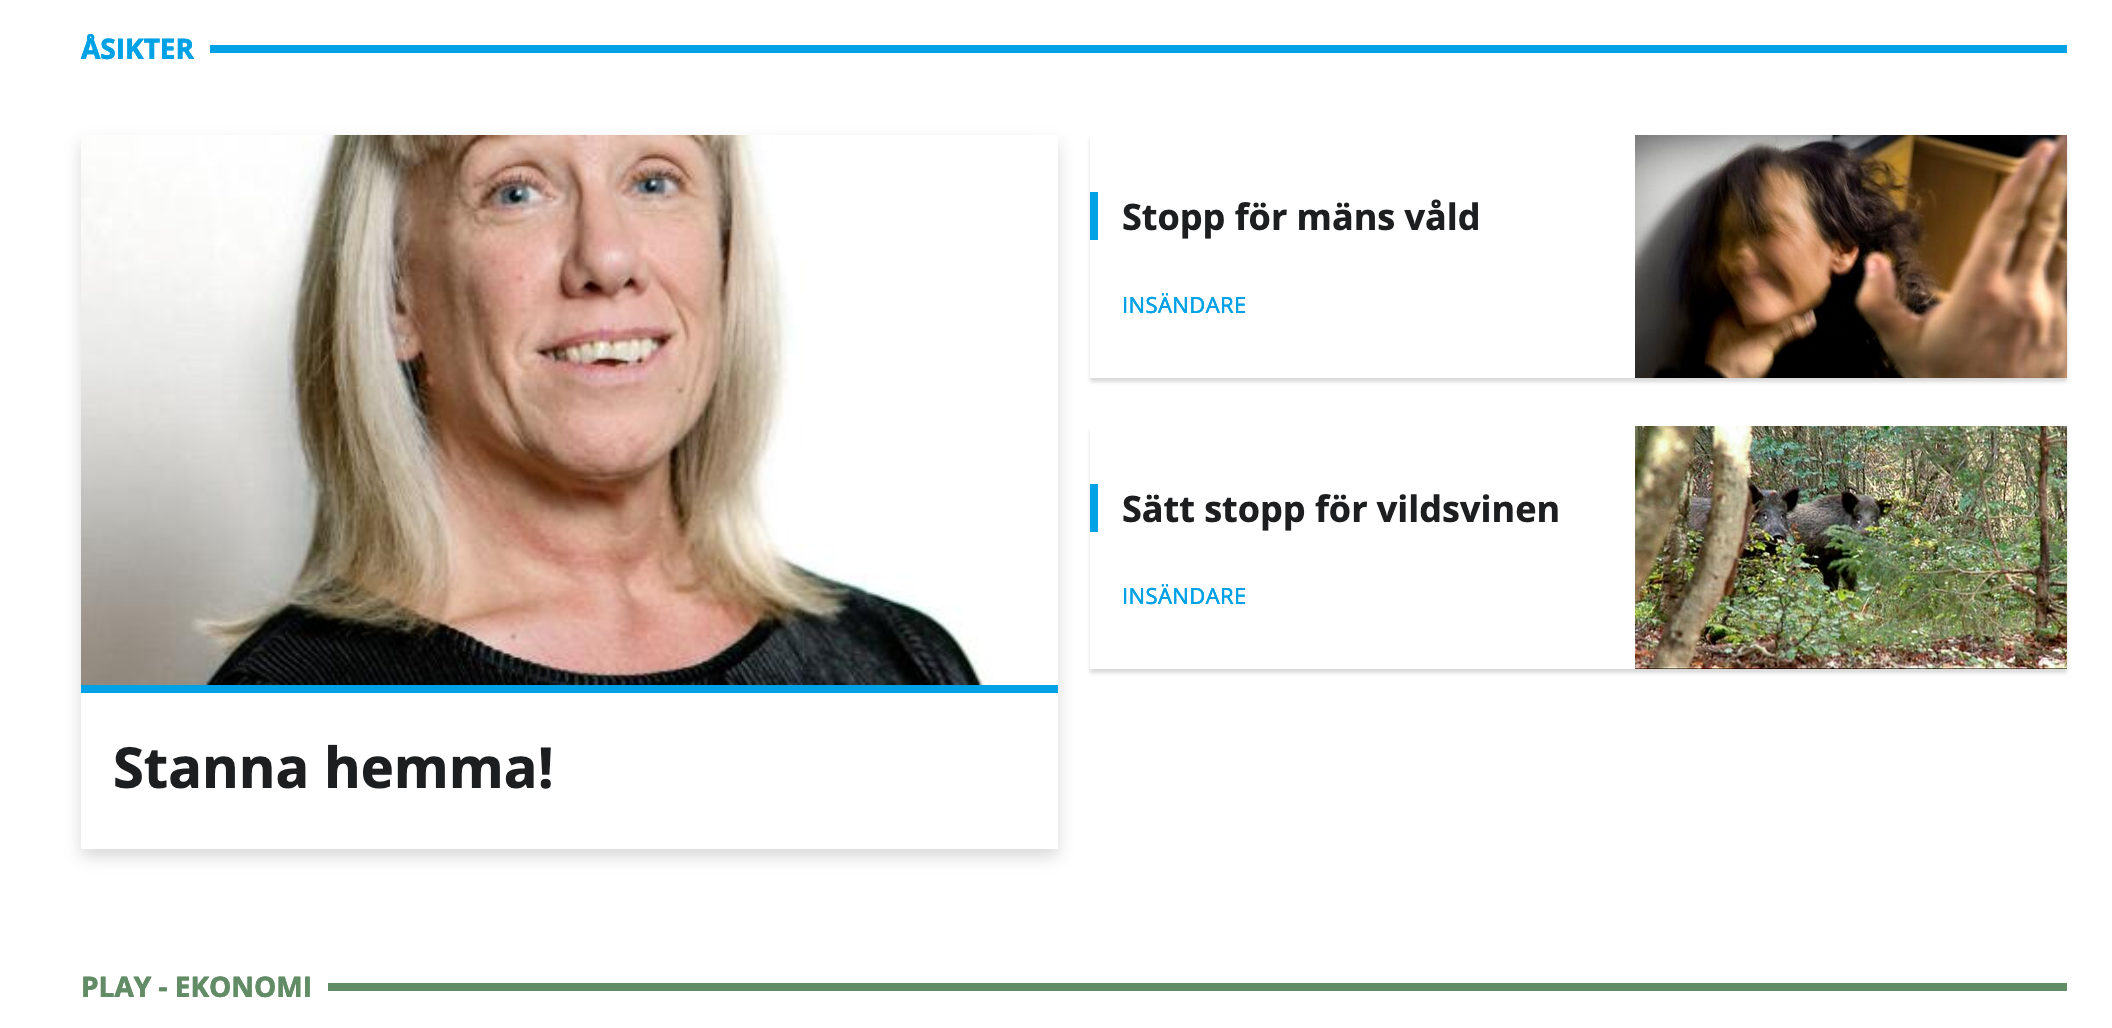 ÅSIKTER
Stanna hemma!
Stopp för mäns våld
INSÄNDARE
Sätt stopp för vildsvinen
INSÄNDARE
PLAY - EKONOMI